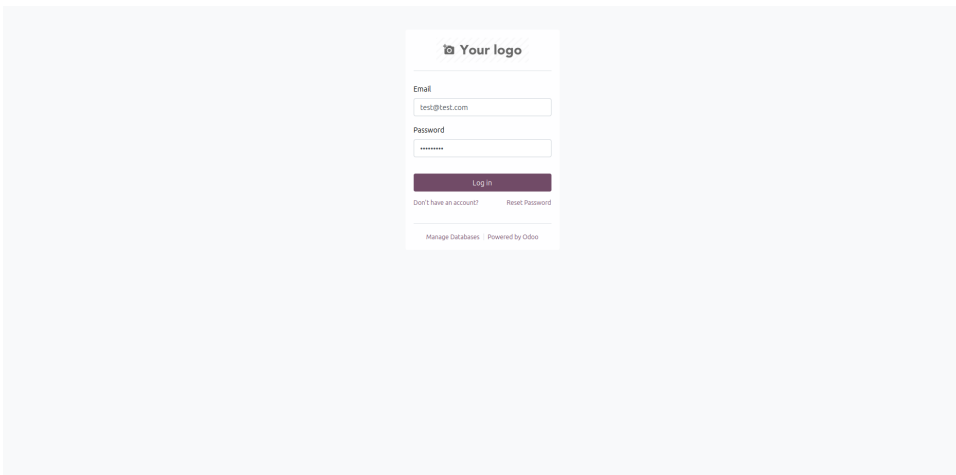 Your logo
Email
test@test.com
Password
•••••••••
Log in
Don't have an account? Reset Password
Manage Databases | Powered by Odoo